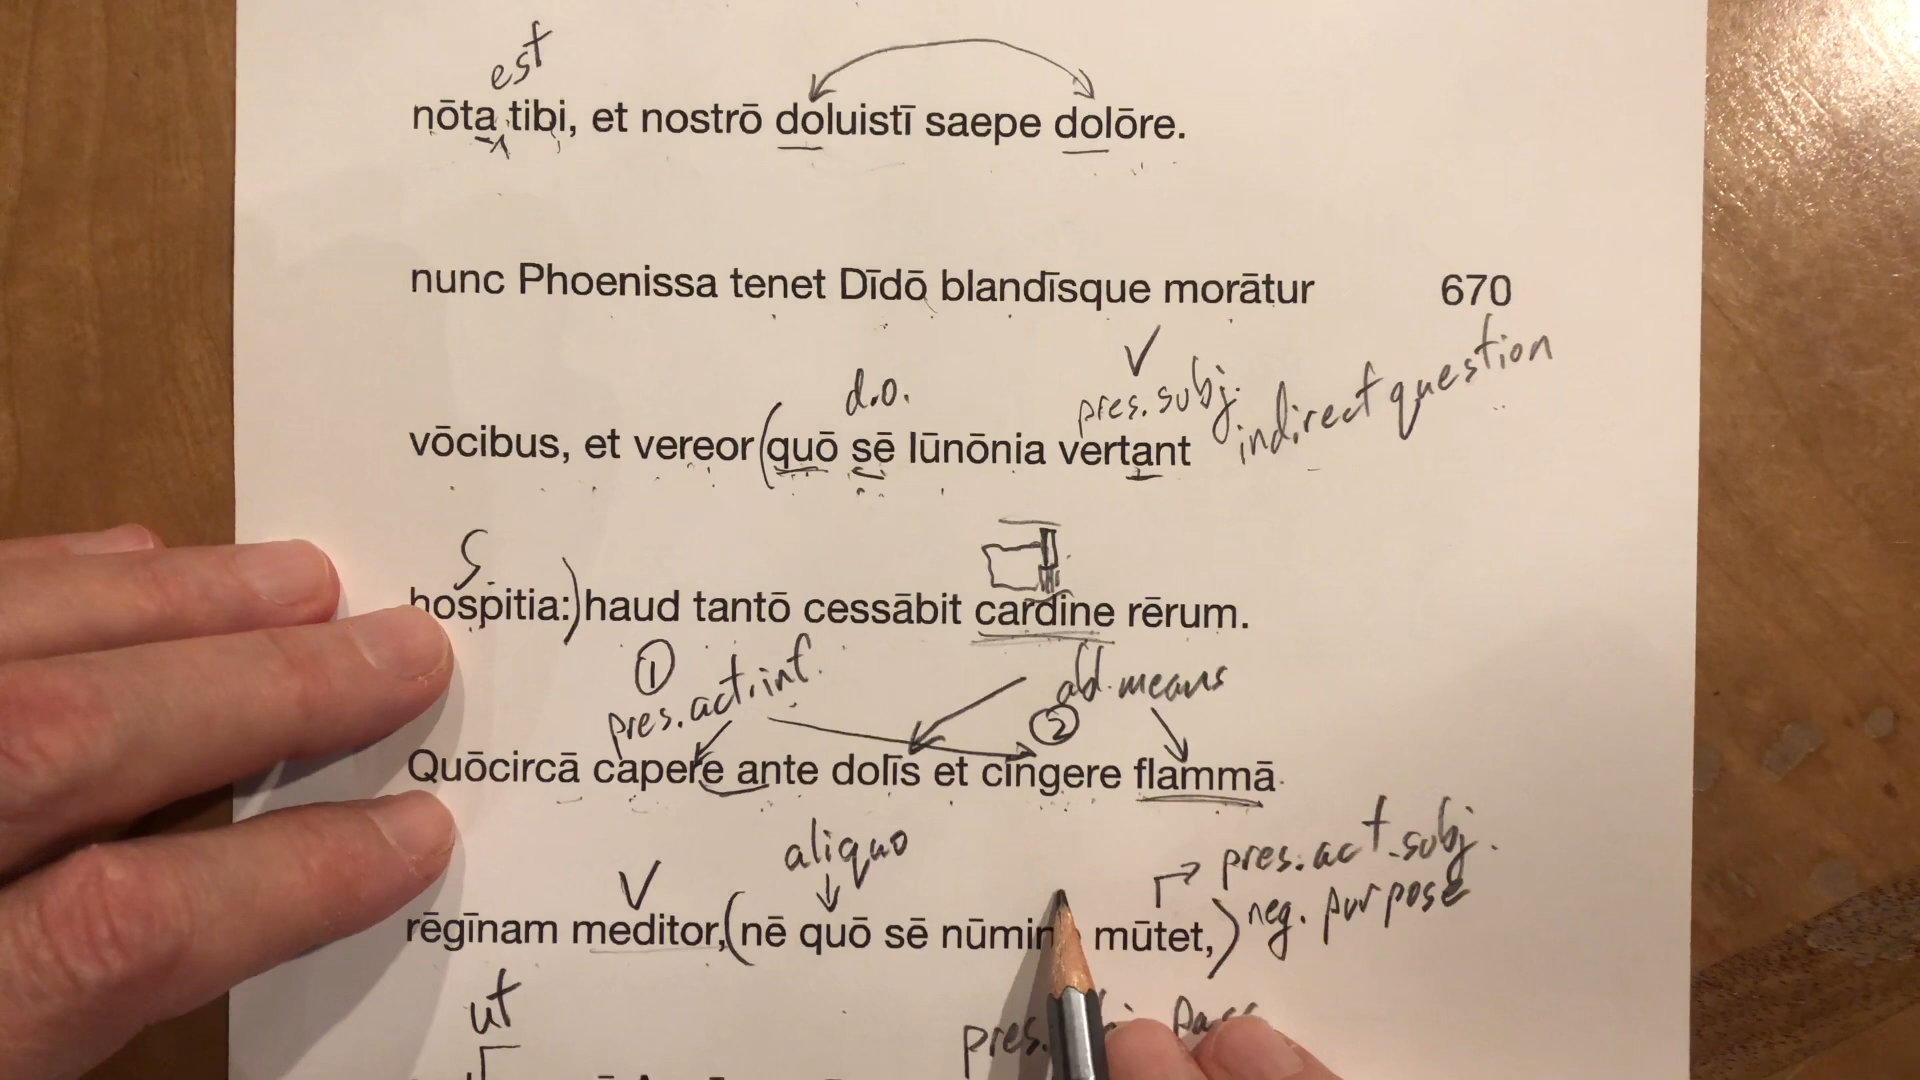 est
nōta tibi, et nostrō doluistī saepe dolōre.
nunc Phoenissa tenet Dīdō blandīsque morātur 670
pres. subj. indirect question
d.o.
vōcibus, et vereor (quō sē Iūnōnia vertant
S.
hospitia:) haud tantō cessābit cardine rērum.
① pres. act. inf. abl. means
②
Quōcircā capere ante dolīs et cingere flammā
aliquo pres. act. subj.
neg. purpose
rēgīnam meditor, (nē quō sē mūtet,)
ut pres.